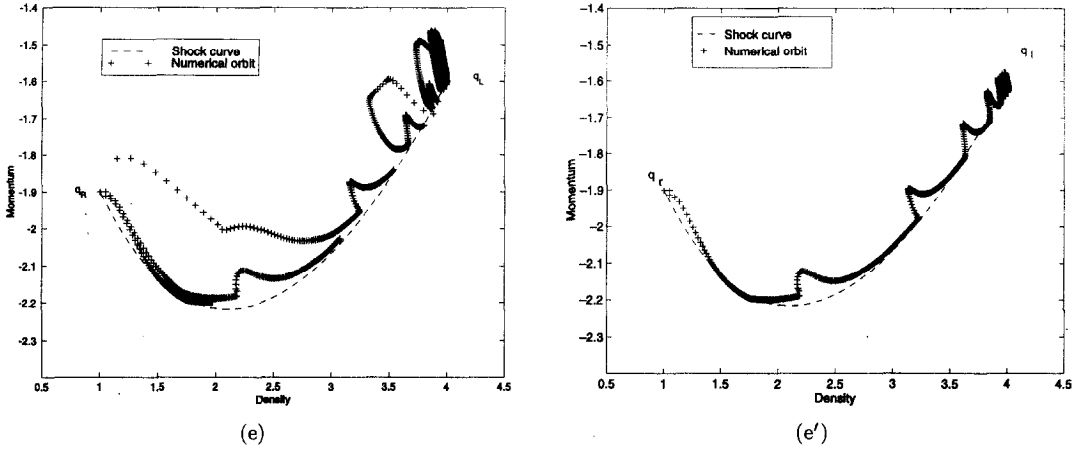 -1.4
-1.5
-1.6
-1.7
-1.8
-1.9
-2
-2.1
-2.2
-2.3
Momentum
Shock curve
Numerical orbit
qL
qR
0.5 1 1.5 2 2.5 3 3.5 4 4.5
Density
(e)
-1.4
-1.5
-1.6
-1.7
-1.8
-1.9
-2
-2.1
-2.2
-2.3
Momentum
Shock curve
Numerical orbit
q l
q r
0.5 1 1.5 2 2.5 3 3.5 4 4.5
Density
(e′)